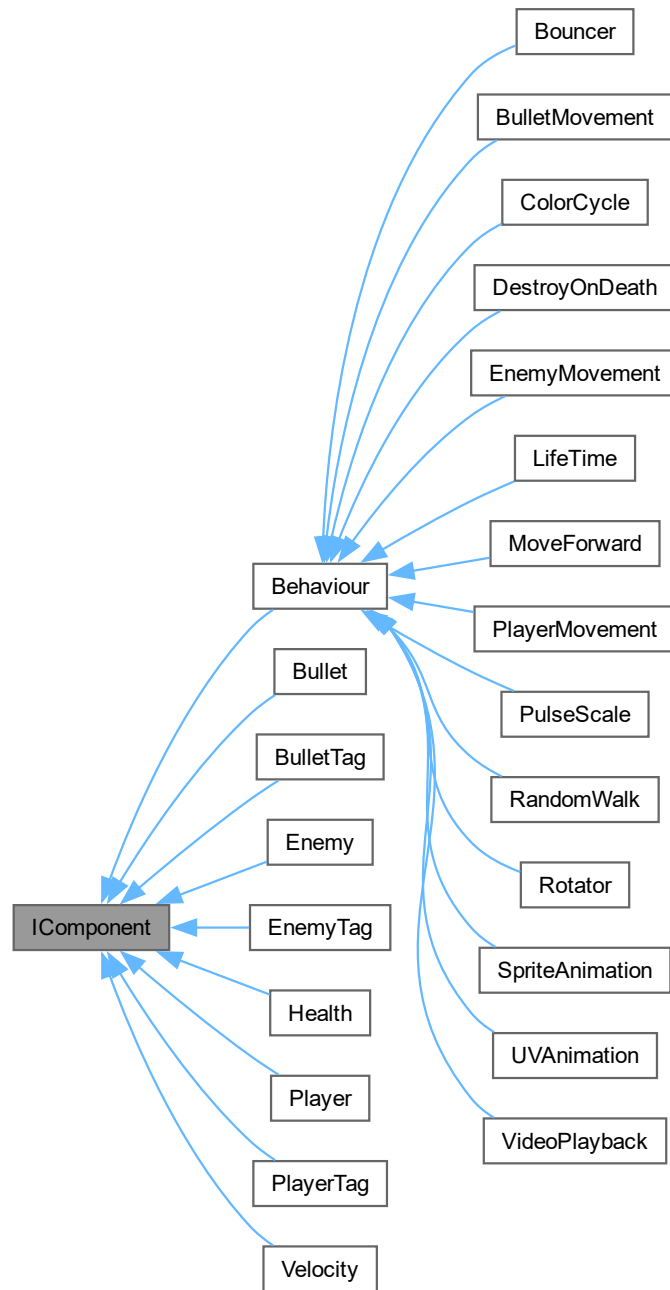 Bouncer
BulletMovement
ColorCycle
DestroyOnDeath
EnemyMovement
LifeTime
MoveForward
Behaviour
PlayerMovement
Bullet
PulseScale
BulletTag
RandomWalk
Enemy
Rotator
IComponent
EnemyTag
SpriteAnimation
Health
UVAnimation
Player
VideoPlayback
PlayerTag
Velocity